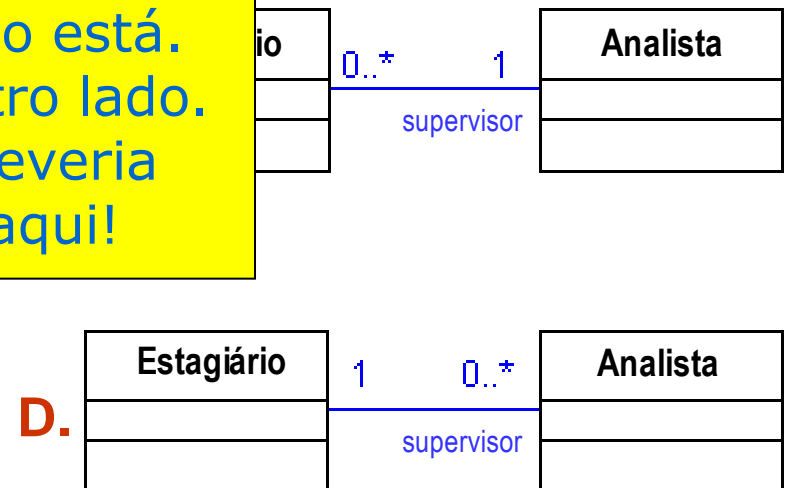 o está.
tro lado.
everia
aqui!
io
0..* 1
Analista
supervisor
D.
Estagiário
1 0..*
Analista
supervisor